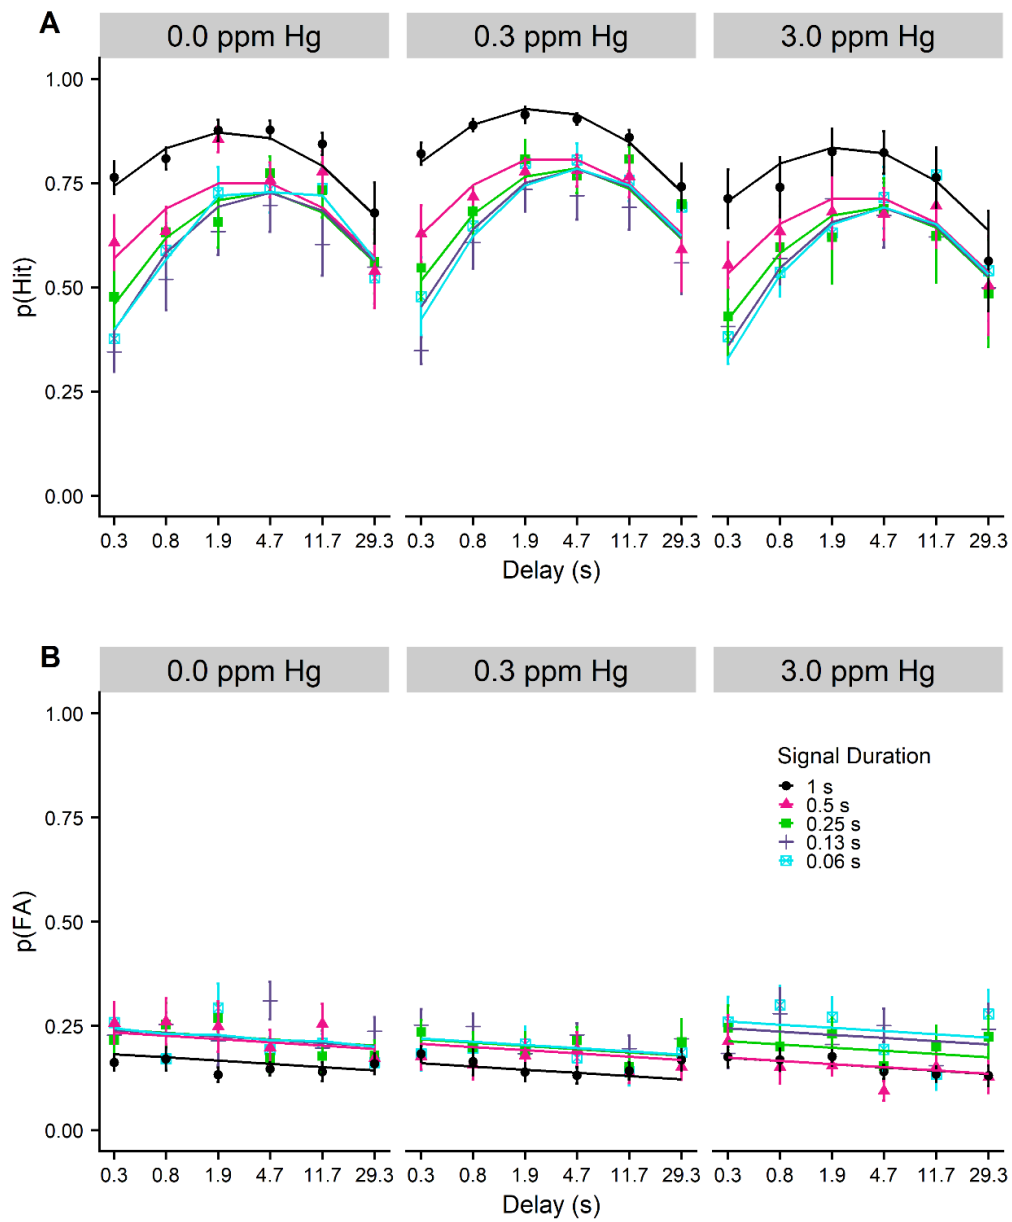 A
0.0 ppm Hg 0.3 ppm Hg 3.0 ppm Hg
1.00
0.75
0.50
0.25
0.00
p(Hit)
0.3 0.8 1.9 4.7 11.7 29.3 0.3 0.8 1.9 4.7 11.7 29.3 0.3 0.8 1.9 4.7 11.7 29.3
Delay (s)
B
0.0 ppm Hg 0.3 ppm Hg 3.0 ppm Hg
1.00
0.75
0.50
0.25
0.00
p(FA)
Signal Duration
1 s
0.5 s
0.25 s
0.13 s
0.06 s
0.3 0.8 1.9 4.7 11.7 29.3 0.3 0.8 1.9 4.7 11.7 29.3 0.3 0.8 1.9 4.7 11.7 29.3
Delay (s)